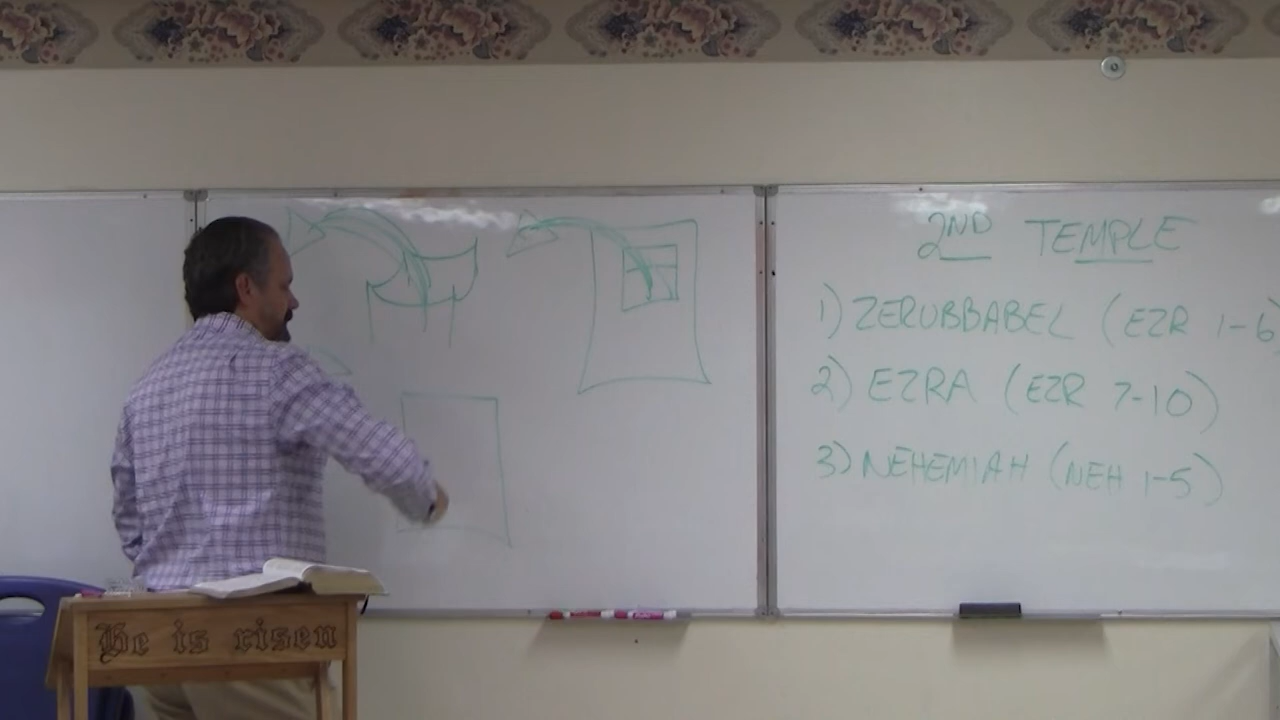 2ND TEMPLE
1) ZERUBBABEL (EZR 1-6)
2) EZRA (EZR 7-10)
3) NEHEMIAH (NEH 1-5)
He is risen